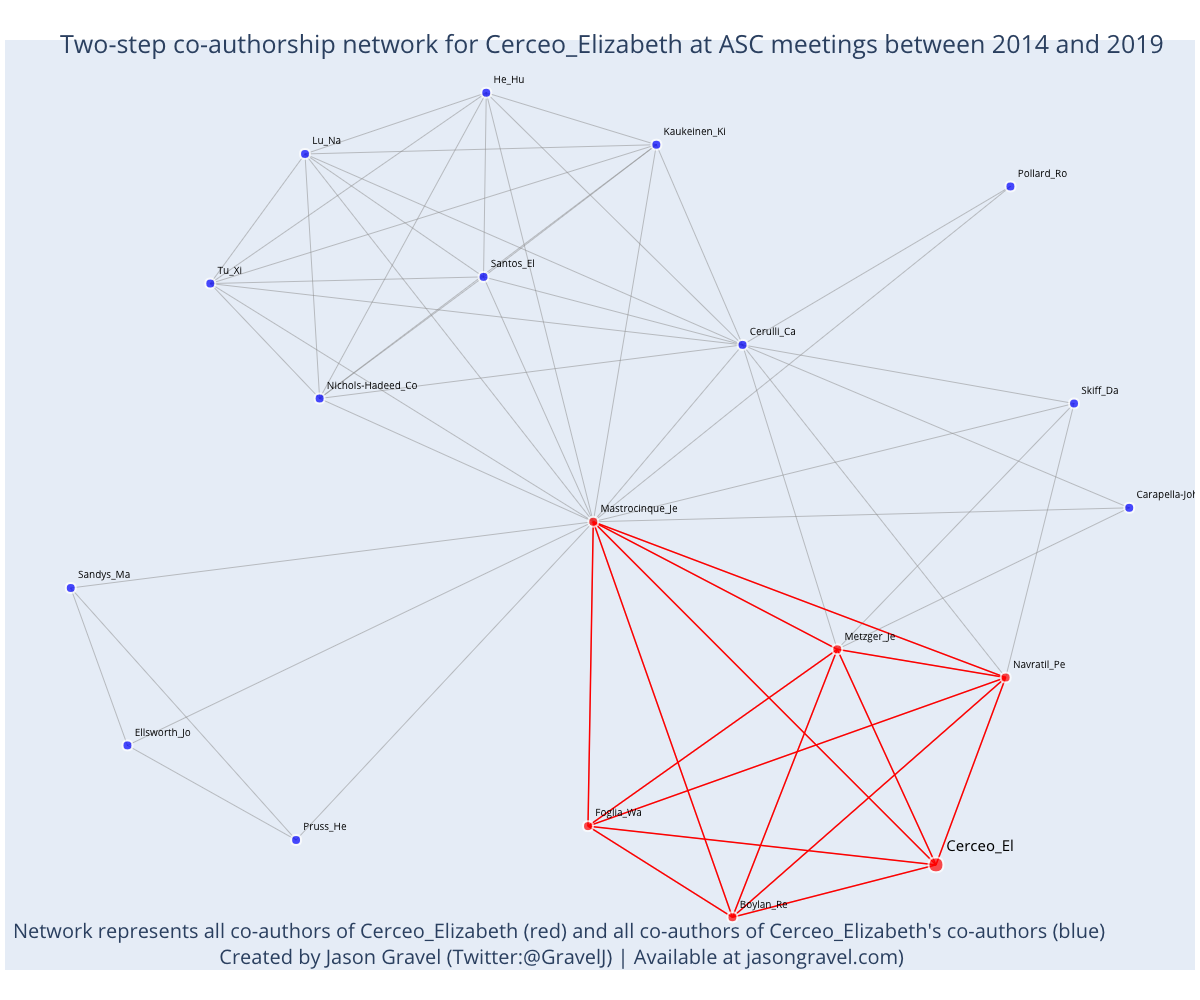 Two-step co-authorship network for Cerceo_Elizabeth at ASC meetings between 2014 and 2019
He_Hu
Kaukeinen_Ki
Lu_Na
Pollard_Ro
Santos_El
Tu_Xi
Cerulli_Ca
Nichols-Hadeed_Co
Skiff_Da
Carapella-Joh
Mastrocinque_Je
Sandys_Ma
Metzger_Je
Navratil_Pe
Ellsworth_Jo
Foglia_Wa
Pruss_He
Cerceo_El
Boylan_Re
Network represents all co-authors of Cerceo_Elizabeth (red) and all co-authors of Cerceo_Elizabeth's co-authors (blue)
Created by Jason Gravel (Twitter:@GravelJ) | Available at jasongravel.com)